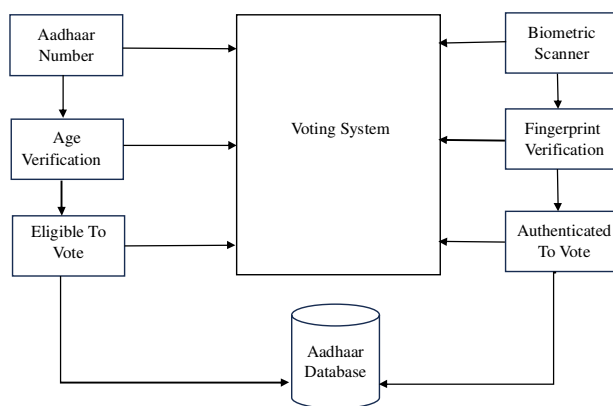 Aadhaar
Number
Age
Verification
Eligible To
Vote
Voting System
Biometric
Scanner
Fingerprint
Verification
Authenticated
To Vote
Aadhaar
Database